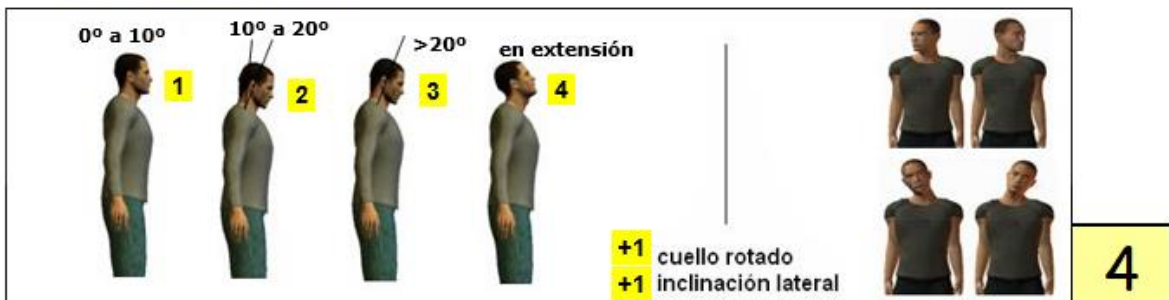 0º a 10º
1
10º a 20º
2
>20º
3
en extensión
4
+1 cuello rotado
+1 inclinación lateral
4